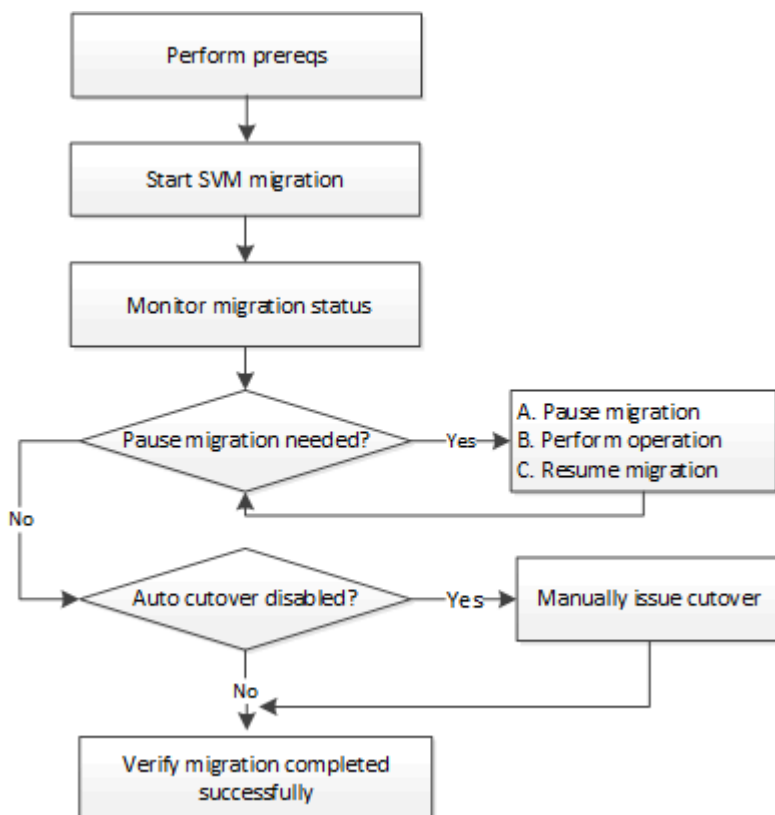 Perform prereqs
Start SVM migration
Monitor migration status
Pause migration needed?
Yes
A. Pause migration
B. Perform operation
C. Resume migration
No
Auto cutover disabled?
Yes
Manually issue cutover
No
Verify migration completed
successfully